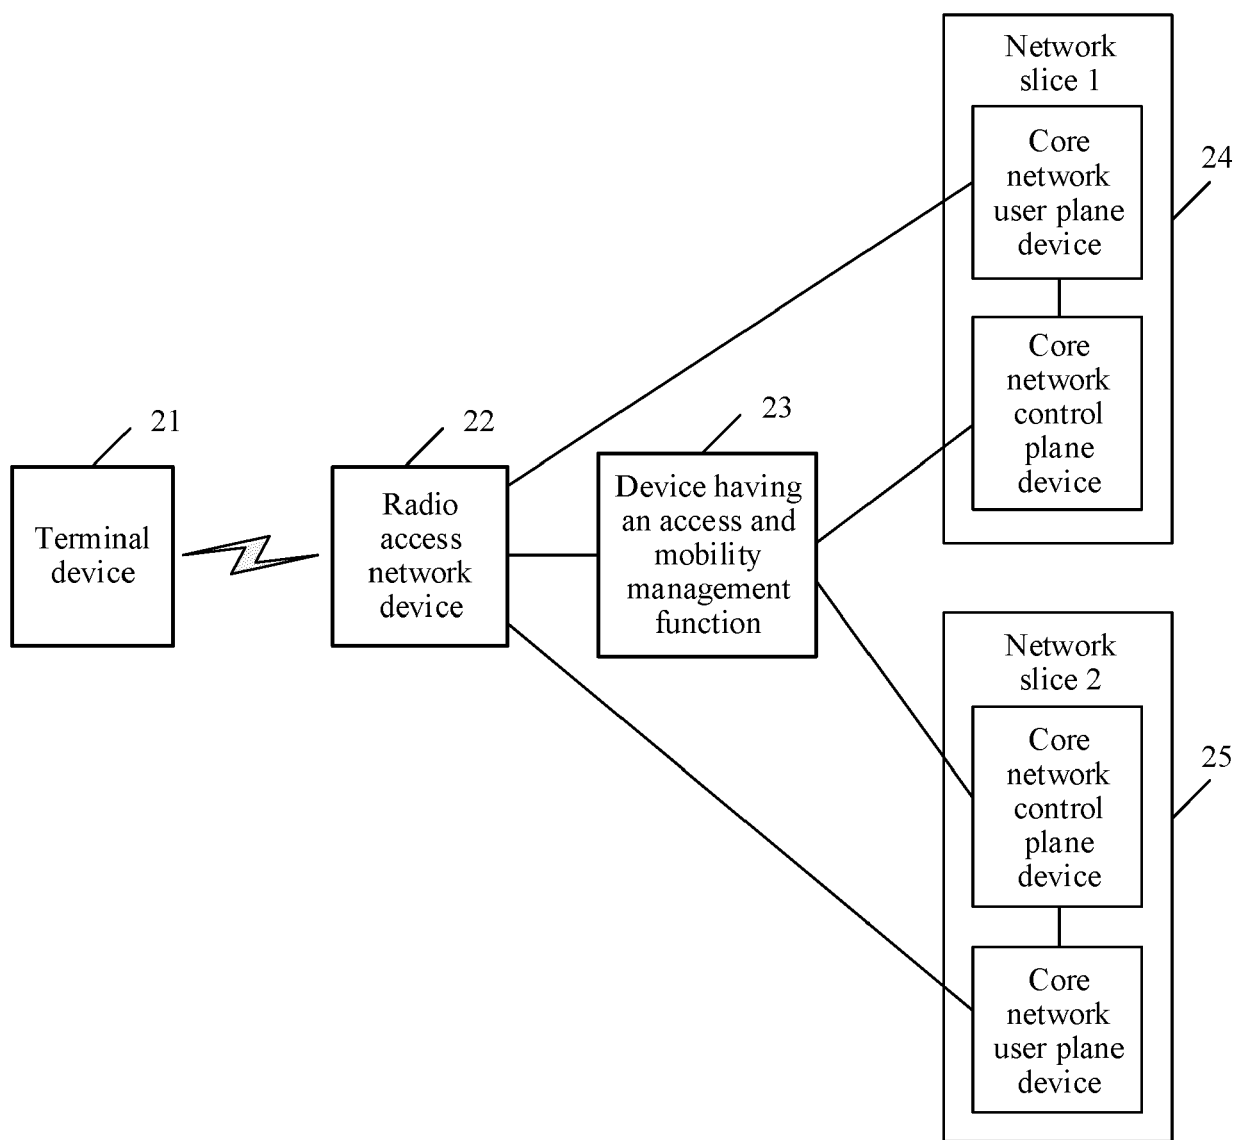 Network
slice 1
Core
network
user plane
device
24
Core
network
control
plane
device
21
Terminal
device
22
Radio
access
network
device
23
Device having
an access and
mobility
management
function
Network
slice 2
Core
network
control
plane
device
25
Core
network
user plane
device